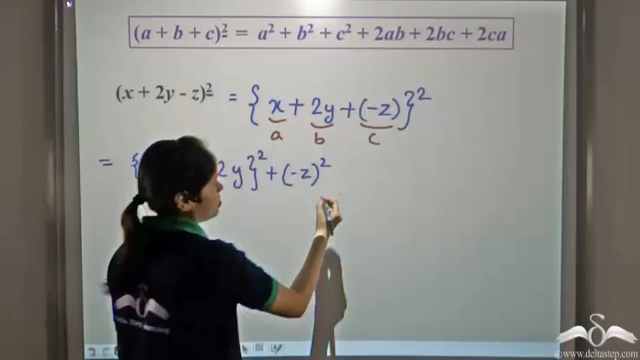 (a + b + c)² = a² + b² + c² + 2ab + 2bc + 2ca
(x + 2y - z)² = {x + 2y + (-z)}²
a b c
= { 2y}² + (-z)²
©www.deltastep.com